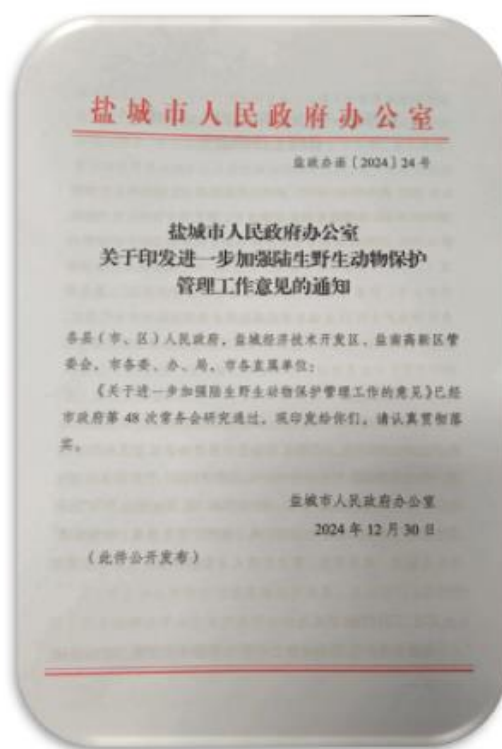 盐城市人民政府办公室
盐政办函〔2024〕24号
盐城市人民政府办公室
关于印发进一步加强陆生野生动物保护
管理工作意见的通知
各县（市、区）人民政府，盐城经济技术开发区、盐南高新区管
委会，市各委、办、局，市各直属单位：
《关于进一步加强陆生野生动物保护管理工作的意见》已经
市政府第48次常务会研究通过，现印发给你们，请认真贯彻落
实。
盐城市人民政府办公室
2024年12月30日
（此件公开发布）